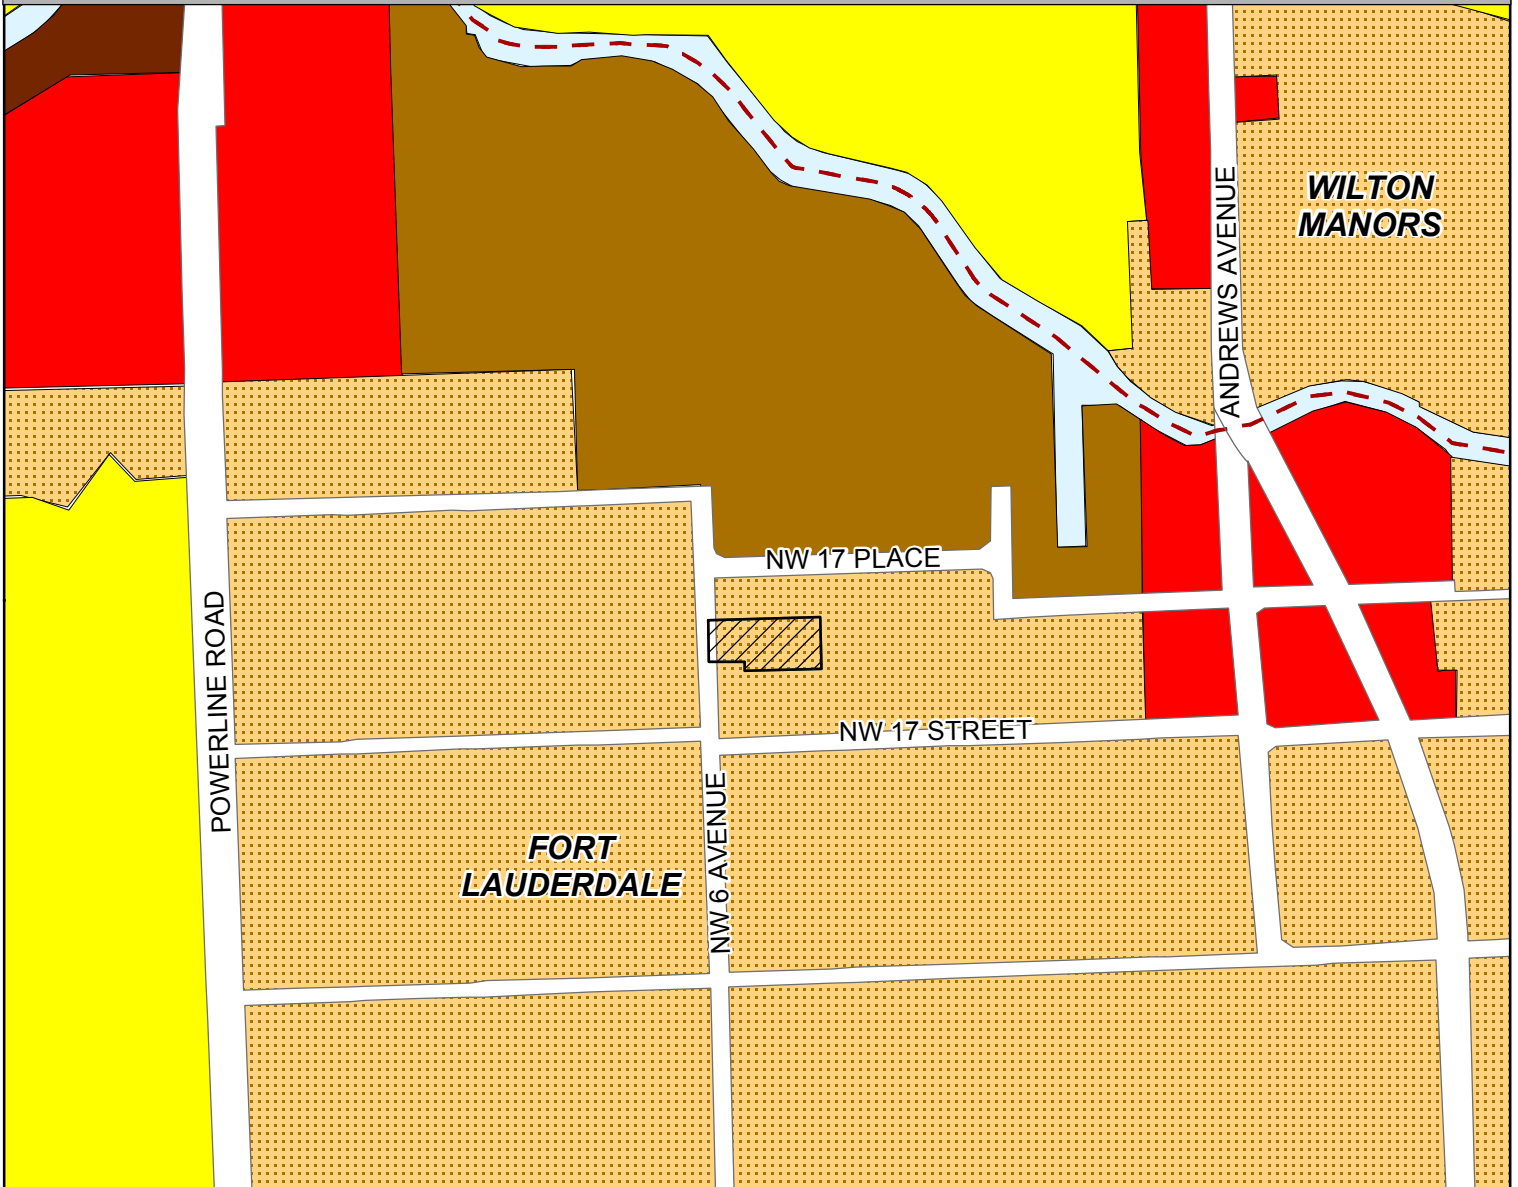 WILTON
MANORS
ANDREWS AVENUE
NW 17 PLACE
POWERLINE ROAD
NW 17 STREET
NW 6 AVENUE
FORT
LAUDERDALE